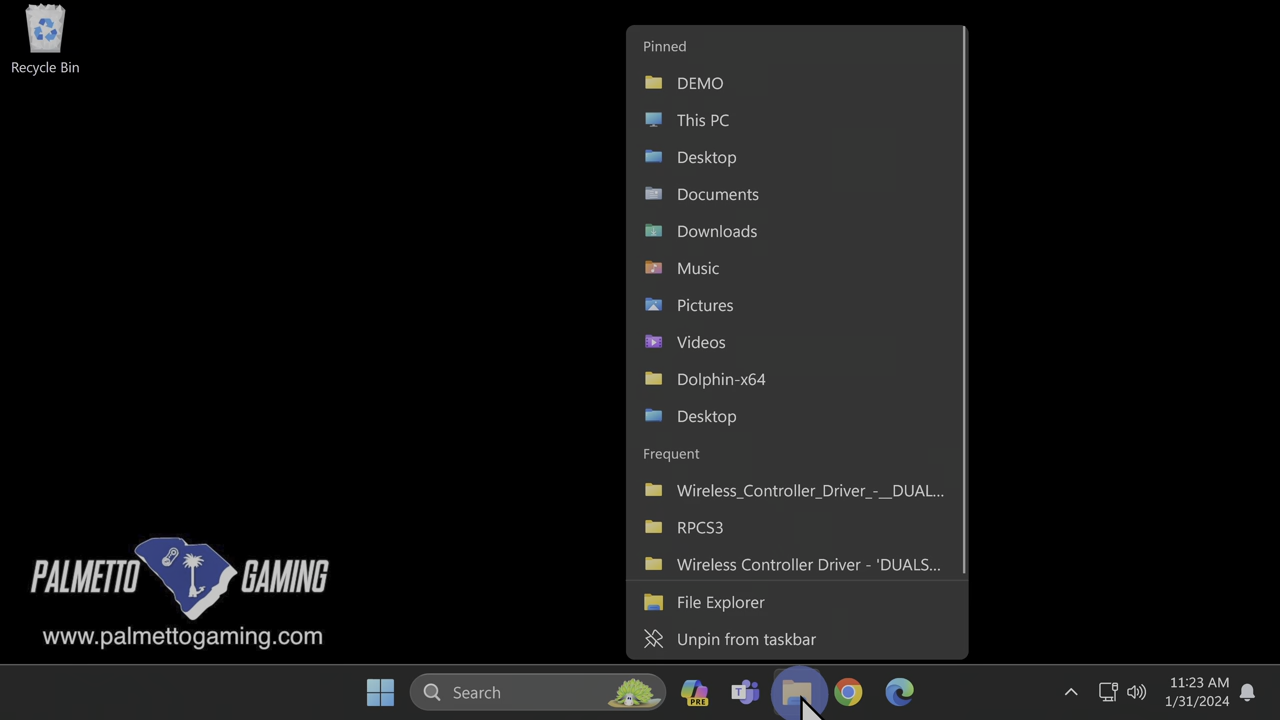 Recycle Bin
Pinned
DEMO
This PC
Desktop
Documents
Downloads
Music
Pictures
Videos
Dolphin-x64
Desktop
Frequent
Wireless_Controller_Driver_-__DUAL...
RPCS3
Wireless Controller Driver - 'DUALS...
File Explorer
Unpin from taskbar
PALMETTO GAMING
www.palmettogaming.com
Search
PRE
T
11:23 AM
1/31/2024